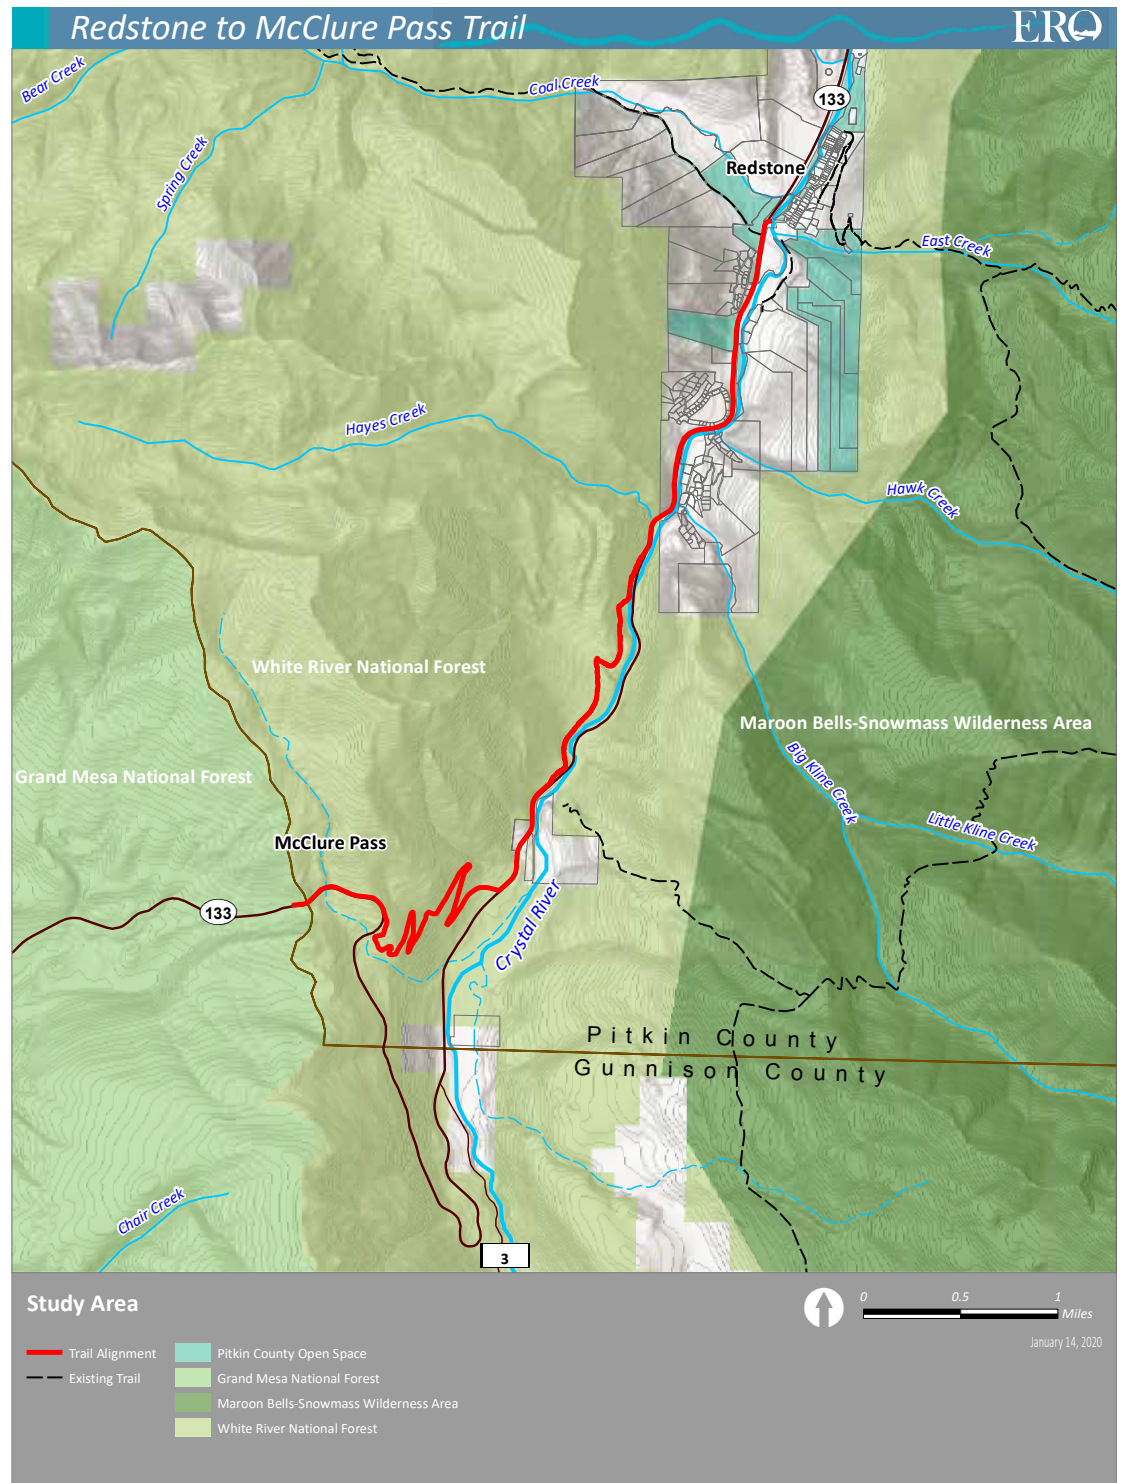 Redstone to McClure Pass Trail
ERO
Bear Creek
Coal Creek
133
Spring Creek
Redstone
East Creek
Hayes Creek
Hawk Creek
White River National Forest
Maroon Bells-Snowmass Wilderness Area
Grand Mesa National Forest
Big Kline Creek
Little Kline Creek
McClure Pass
133
Crystal River
Pitkin County
Gunnison County
Chair Creek
3
Study Area
0 0.5 1
Miles
January 14, 2020
Trail Alignment
Existing Trail
Pitkin County Open Space
Grand Mesa National Forest
Maroon Bells-Snowmass Wilderness Area
White River National Forest